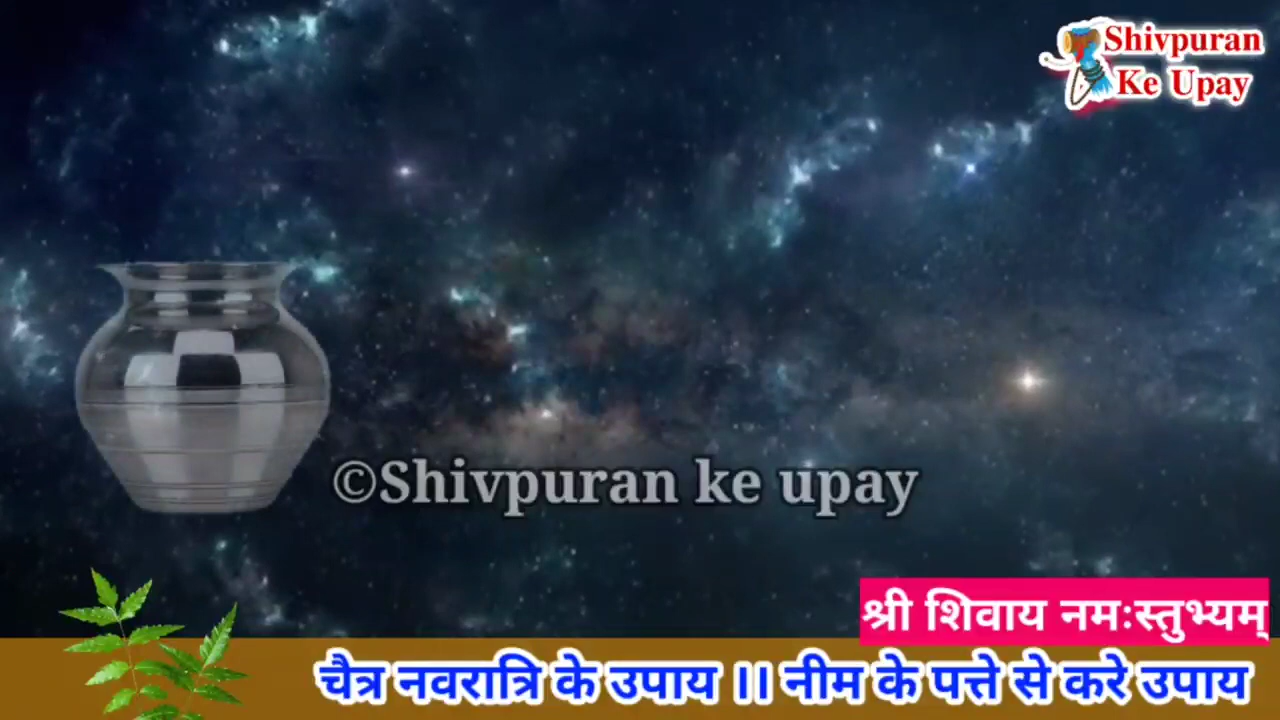 Shivpuran
Ke Upay
©Shivpuran ke upay
श्री शिवाय नमःस्तुभ्यम्
चैत्र नवरात्रि के उपाय ।। नीम के पत्ते से करे उपाय